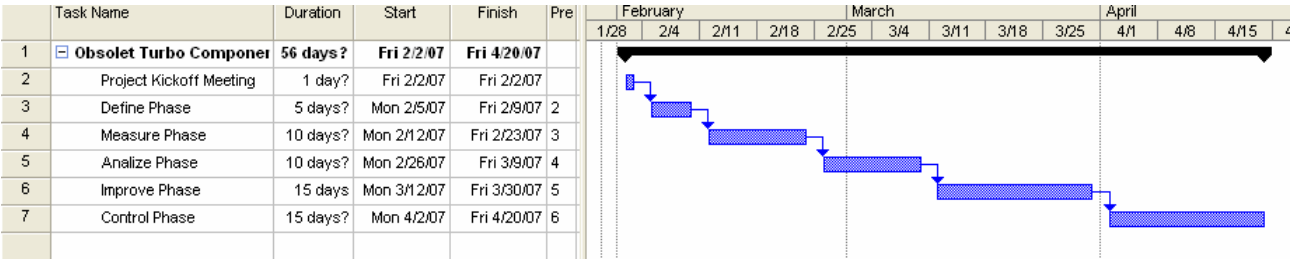 Task Name Duration Start Finish Pre February March April
1/28 2/4 2/11 2/18 2/25 3/4 3/11 3/18 3/25 4/1 4/8 4/15 4
1 Obsolet Turbo Componer 56 days? Fri 2/2/07 Fri 4/20/07
2 Project Kickoff Meeting 1 day? Fri 2/2/07 Fri 2/2/07
3 Define Phase 5 days? Mon 2/5/07 Fri 2/9/07 2
4 Measure Phase 10 days? Mon 2/12/07 Fri 2/23/07 3
5 Analize Phase 10 days? Mon 2/26/07 Fri 3/9/07 4
6 Improve Phase 15 days Mon 3/12/07 Fri 3/30/07 5
7 Control Phase 15 days? Mon 4/2/07 Fri 4/20/07 6